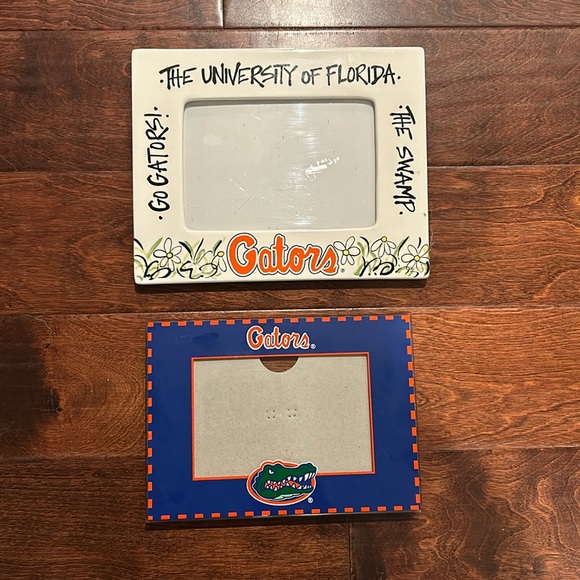 ·THE UNIVERSITY OF FLORIDA·
·GO GATORS!·
·THE SWAMP·
Gators®
Gators®
®